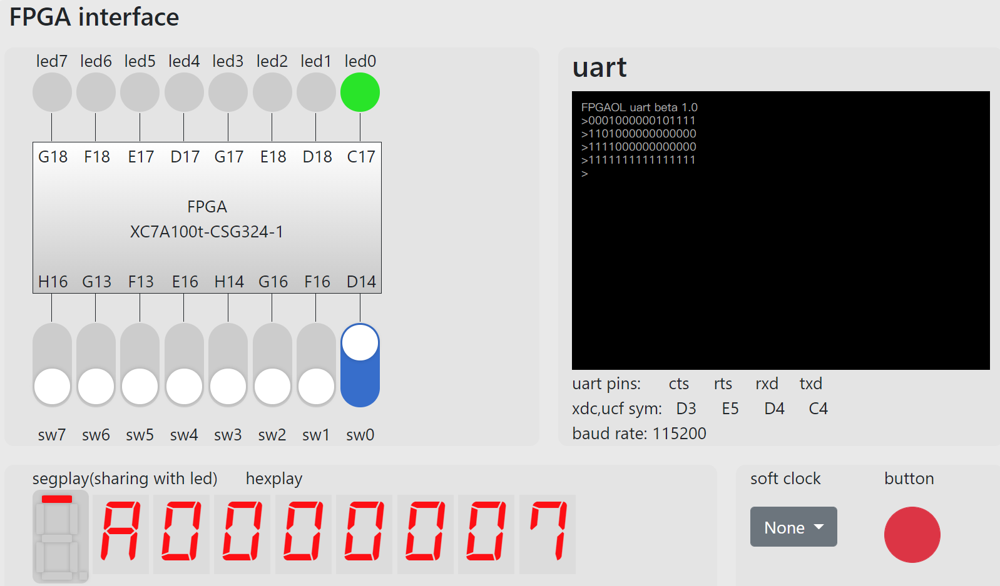 FPGA interface
led7 led6 led5 led4 led3 led2 led1 led0
G18 F18 E17 D17 G17 E18 D18 C17
FPGA
XC7A100t-CSG324-1
H16 G13 F13 E16 H14 G16 F16 D14
sw7 sw6 sw5 sw4 sw3 sw2 sw1 sw0
uart
FPGAOL uart beta 1.0
>0001000000101111
>1101000000000000
>1111000000000000
>1111111111111111
>
uart pins: cts rts rxd txd
xdc,ucf sym: D3 E5 D4 C4
baud rate: 115200
segplay(sharing with led) hexplay
A0000007
soft clock button
None